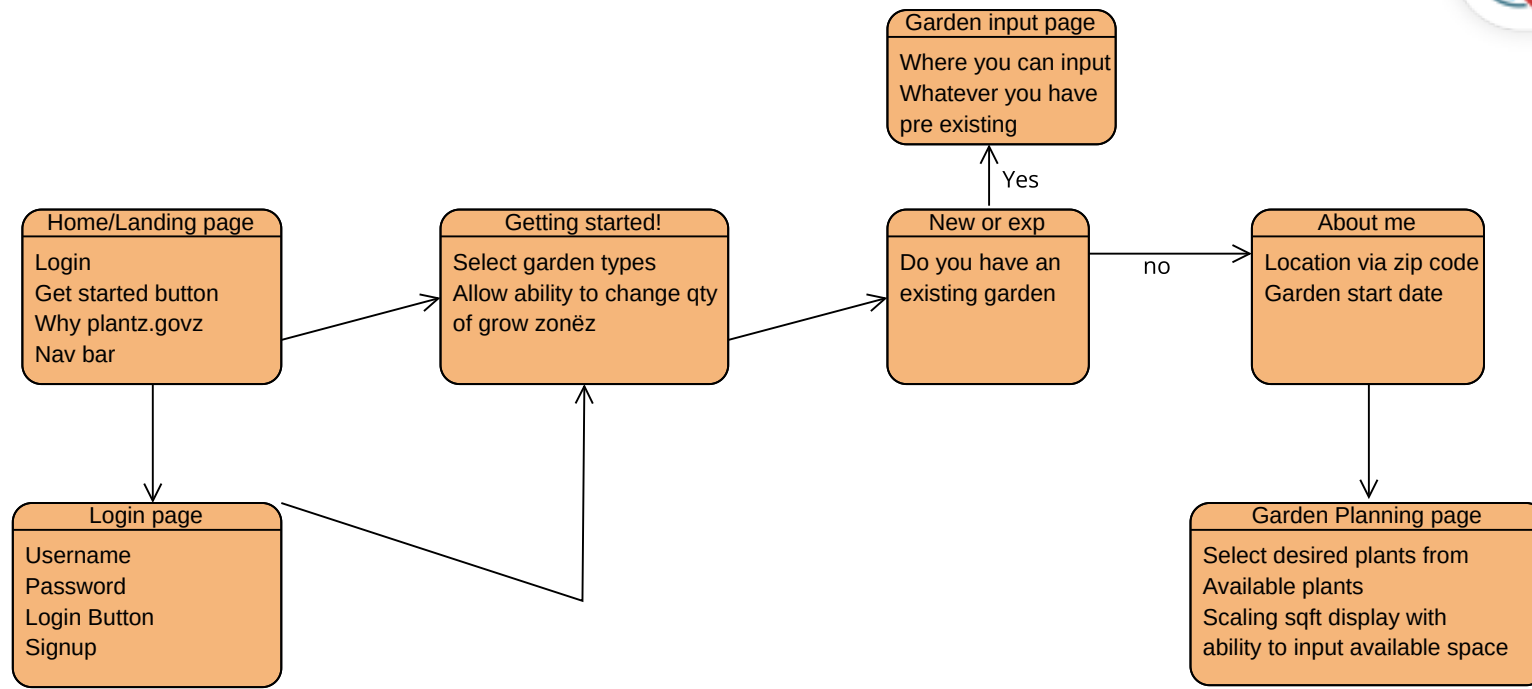 Garden input page
Where you can input
Whatever you have
pre existing
Yes
Home/Landing page
Login
Get started button
Why plantz.govz
Nav bar
Getting started!
Select garden types
Allow ability to change qty
of grow zonëz
New or exp
Do you have an
existing garden
no
About me
Location via zip code
Garden start date
Login page
Username
Password
Login Button
Signup
Garden Planning page
Select desired plants from
Available plants
Scaling sqft display with
ability to input available space